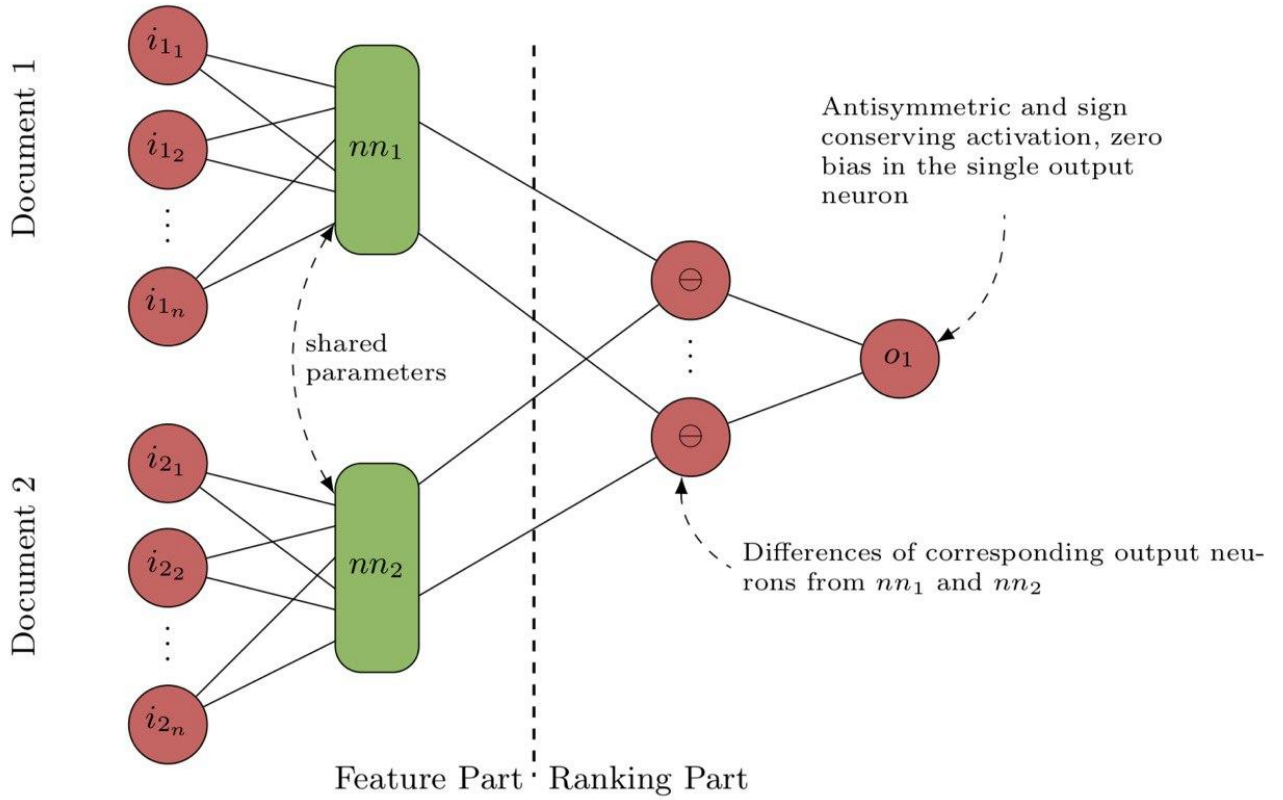 Document 1
i₁₁
i₁₂
i₁ₙ
nn₁
Antisymmetric and sign
conserving activation, zero
bias in the single output
neuron
⊖
⊖
o₁
shared
parameters
Document 2
i₂₁
i₂₂
i₂ₙ
nn₂
Differences of corresponding output neu-
rons from nn₁ and nn₂
Feature Part
Ranking Part